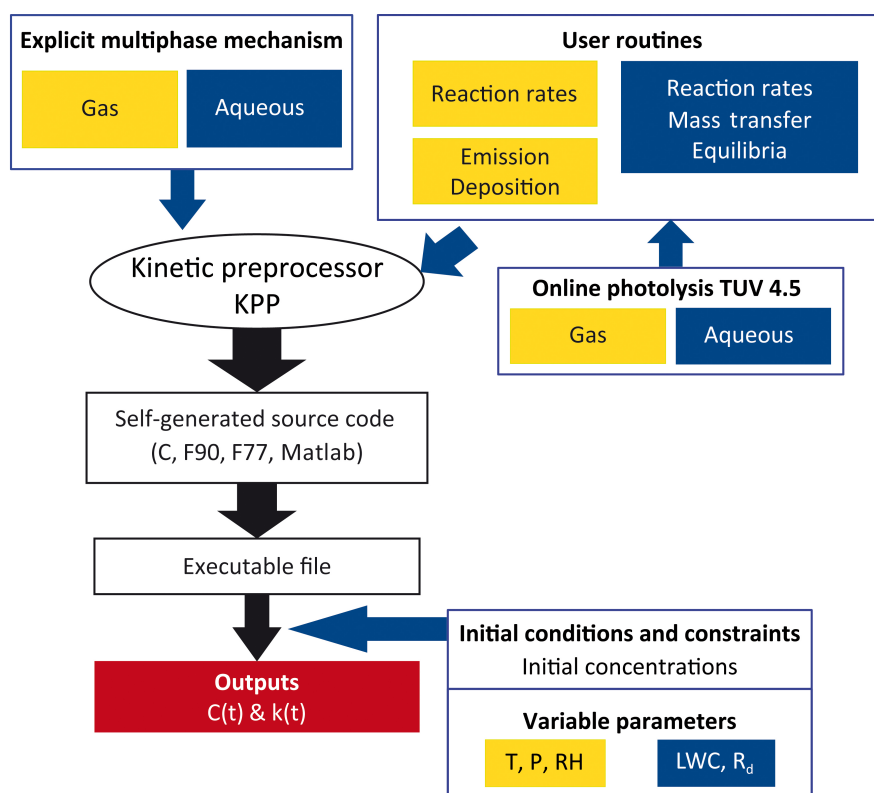 Explicit multiphase mechanism
Gas
Aqueous
User routines
Reaction rates
Emission
Deposition
Reaction rates
Mass transfer
Equilibria
Kinetic preprocessor
KPP
Online photolysis TUV 4.5
Gas
Aqueous
Self-generated source code
(C, F90, F77, Matlab)
Executable file
Initial conditions and constraints
Initial concentrations
Outputs
C(t) & k(t)
Variable parameters
T, P, RH
LWC, Rd